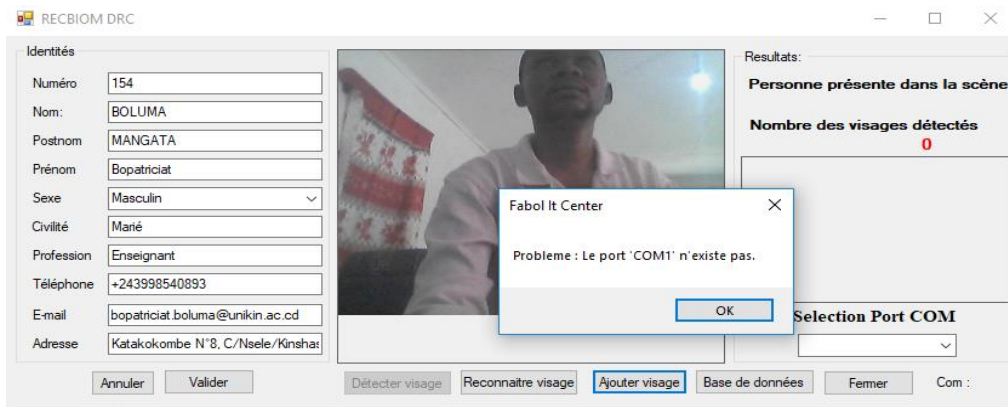 RECBIOM DRC
Identités
Numéro 154
Nom: BOLUMA
Postnom MANGATA
Prénom Bopatriciat
Sexe Masculin
Civilité Marié
Profession Enseignant
Téléphone +243998540893
E-mail bopatriciat.boluma@unikin.ac.cd
Adresse Katakokombe N°8, C/Nsele/Kinshas
Resultats:
Personne présente dans la scène
Nombre des visages détectés
0
Fabol It Center
Probleme : Le port 'COM1' n'existe pas.
OK
Selection Port COM
Annuler Valider Détecter visage Reconnaitre visage Ajouter visage Base de données Fermer Com :